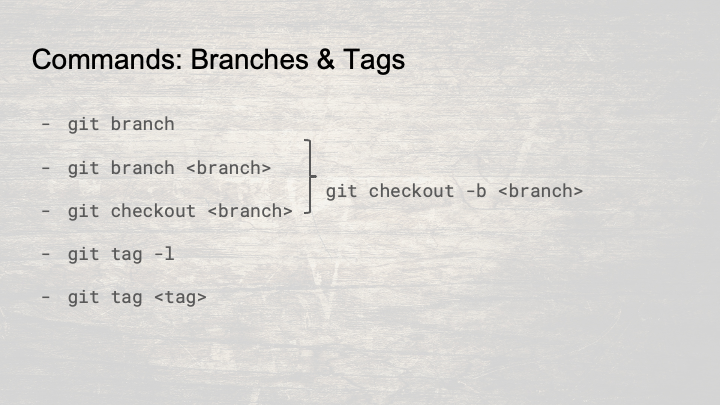 Commands: Branches & Tags
- git branch
- git branch <branch>
- git checkout <branch>
git checkout -b <branch>
- git tag -l
- git tag <tag>